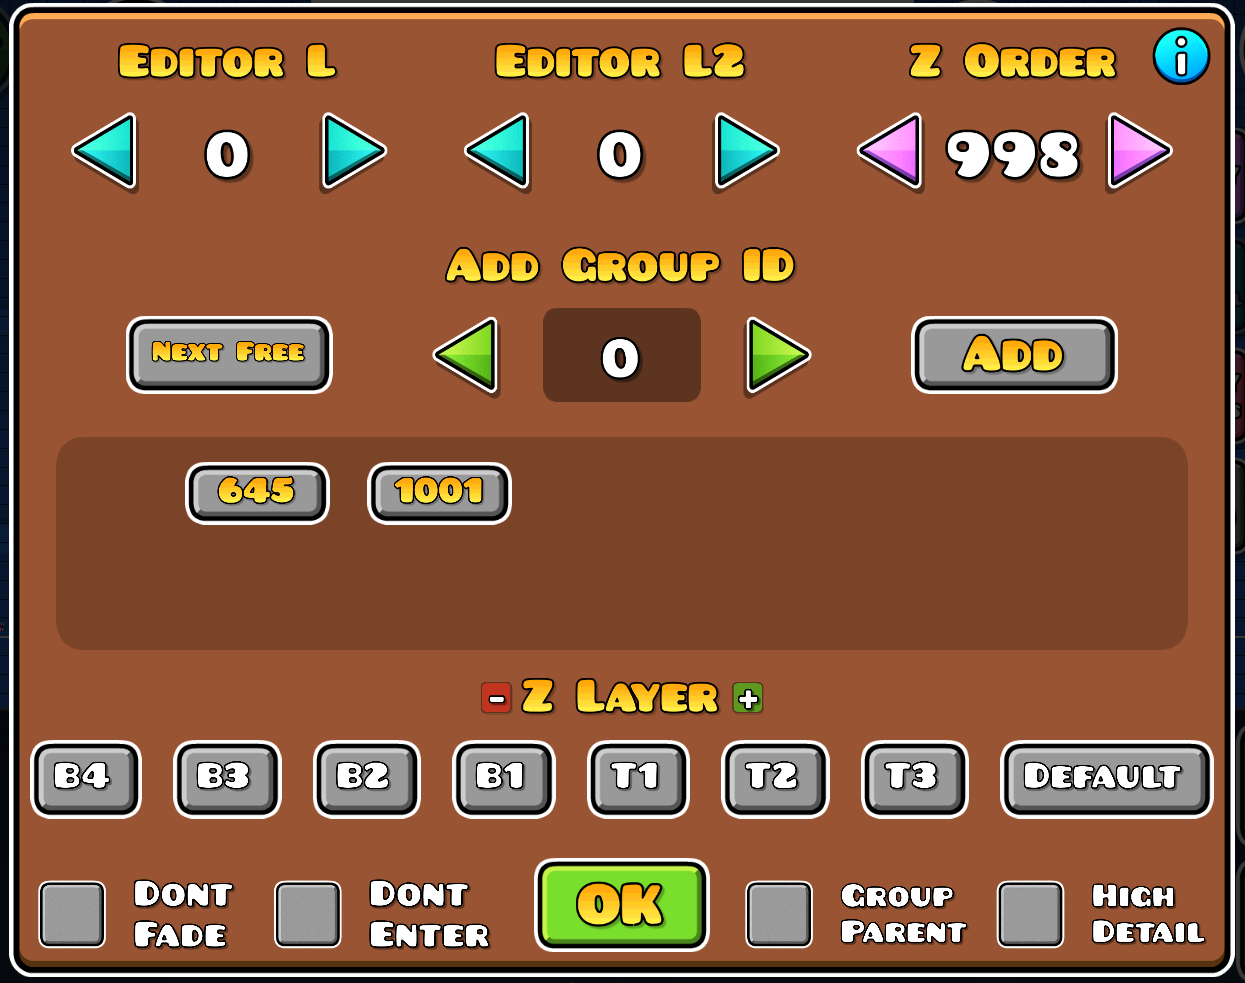 Editor L
Editor L2
Z Order
i
0
0
998
Add Group ID
Next Free
0
Add
645
1001
- Z Layer +
B4
B3
B2
B1
T1
T2
T3
Default
Dont
Fade
Dont
Enter
OK
Group
Parent
High
Detail